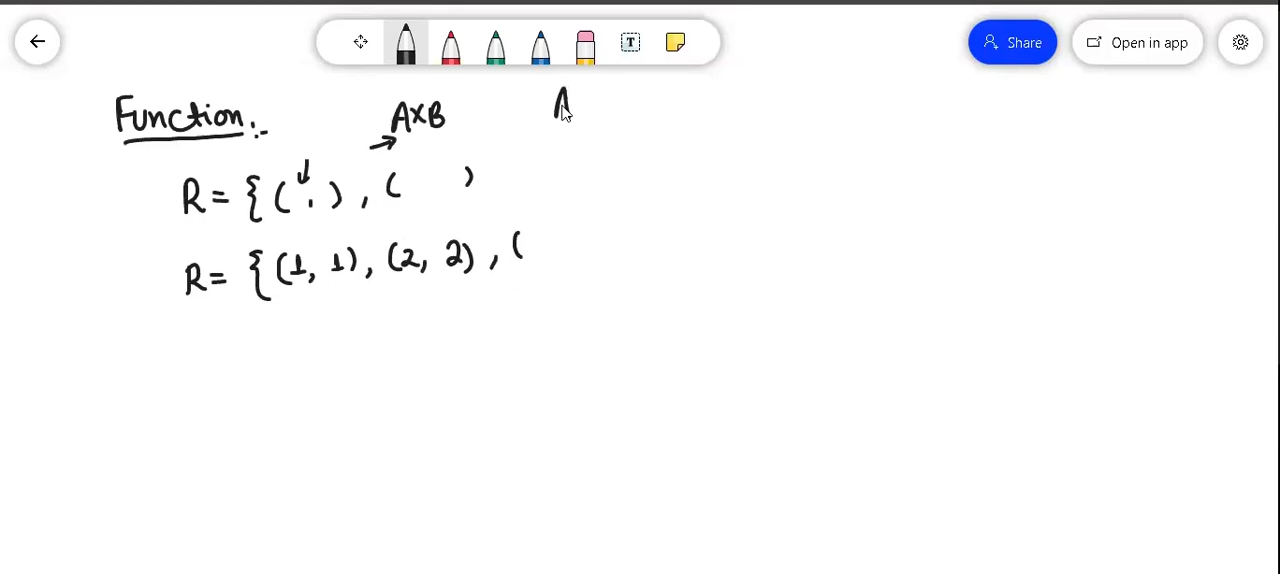 T
Share
Open in app
Function :-
A×B
A
→
R = { ( . ) , ( )
R = { (1, 1), (2, 2) , (